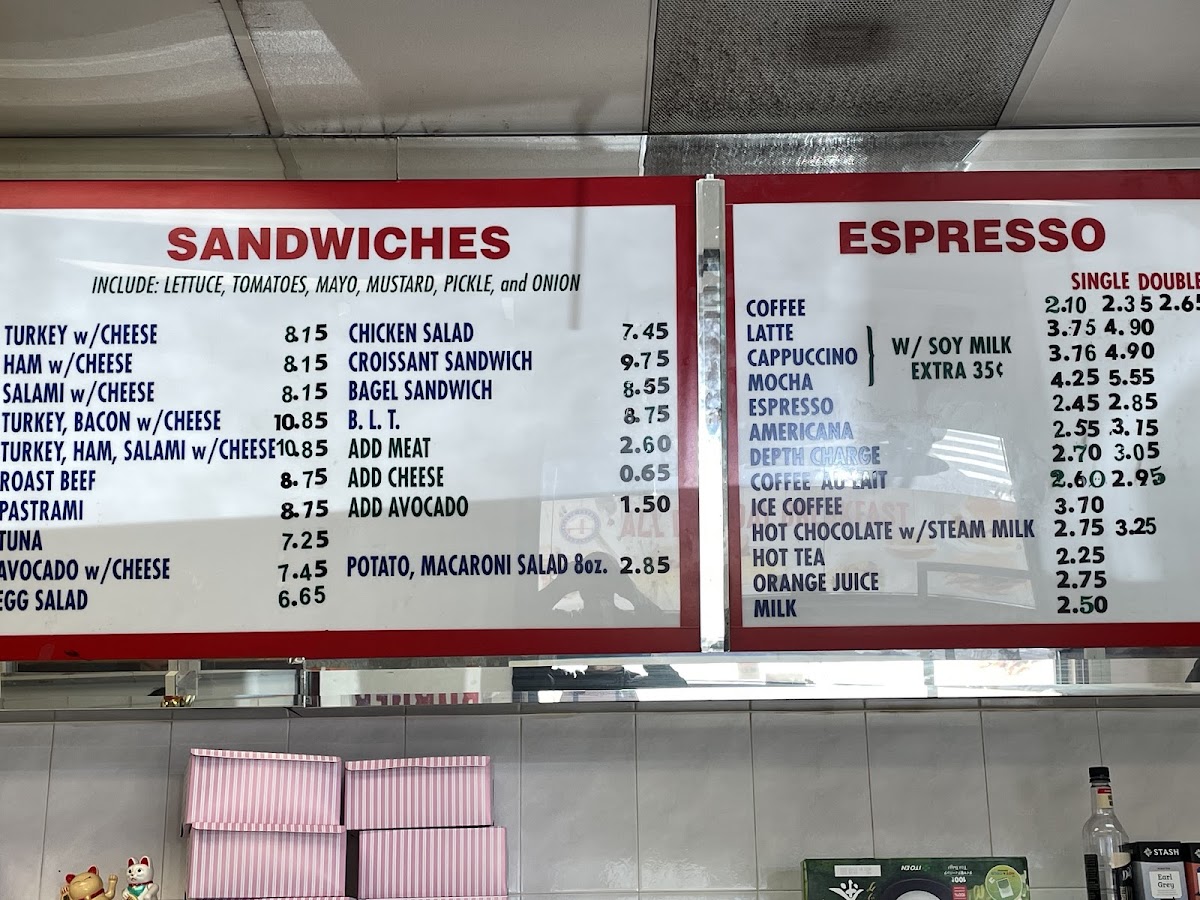 SANDWICHES
INCLUDE: LETTUCE, TOMATOES, MAYO, MUSTARD, PICKLE, and ONION
TURKEY w/CHEESE 8.15
HAM w/CHEESE 8.15
SALAMI w/CHEESE 8.15
TURKEY, BACON w/CHEESE 10.85
TURKEY, HAM, SALAMI w/CHEESE 10.85
ROAST BEEF 8.75
PASTRAMI 8.75
TUNA 7.25
AVOCADO w/CHEESE 7.45
EGG SALAD 6.65
CHICKEN SALAD 7.45
CROISSANT SANDWICH 9.75
BAGEL SANDWICH 8.55
B. L. T. 8.75
ADD MEAT 2.60
ADD CHEESE 0.65
ADD AVOCADO 1.50
POTATO, MACARONI SALAD 8oz. 2.85
ESPRESSO
SINGLE DOUBLE
COFFEE 2.10 2.35 2.65
LATTE 3.75 4.90
CAPPUCCINO 3.76 4.90
MOCHA 4.25 5.55
W/ SOY MILK
EXTRA 35¢
ESPRESSO 2.45 2.85
AMERICANA 2.55 3.15
DEPTH CHARGE 2.70 3.05
COFFEE AU LAIT 2.60 2.95
ICE COFFEE 3.70
HOT CHOCOLATE w/STEAM MILK 2.75 3.25
HOT TEA 2.25
ORANGE JUICE 2.75
MILK 2.50
ITOEN
STASH
Earl
Grey